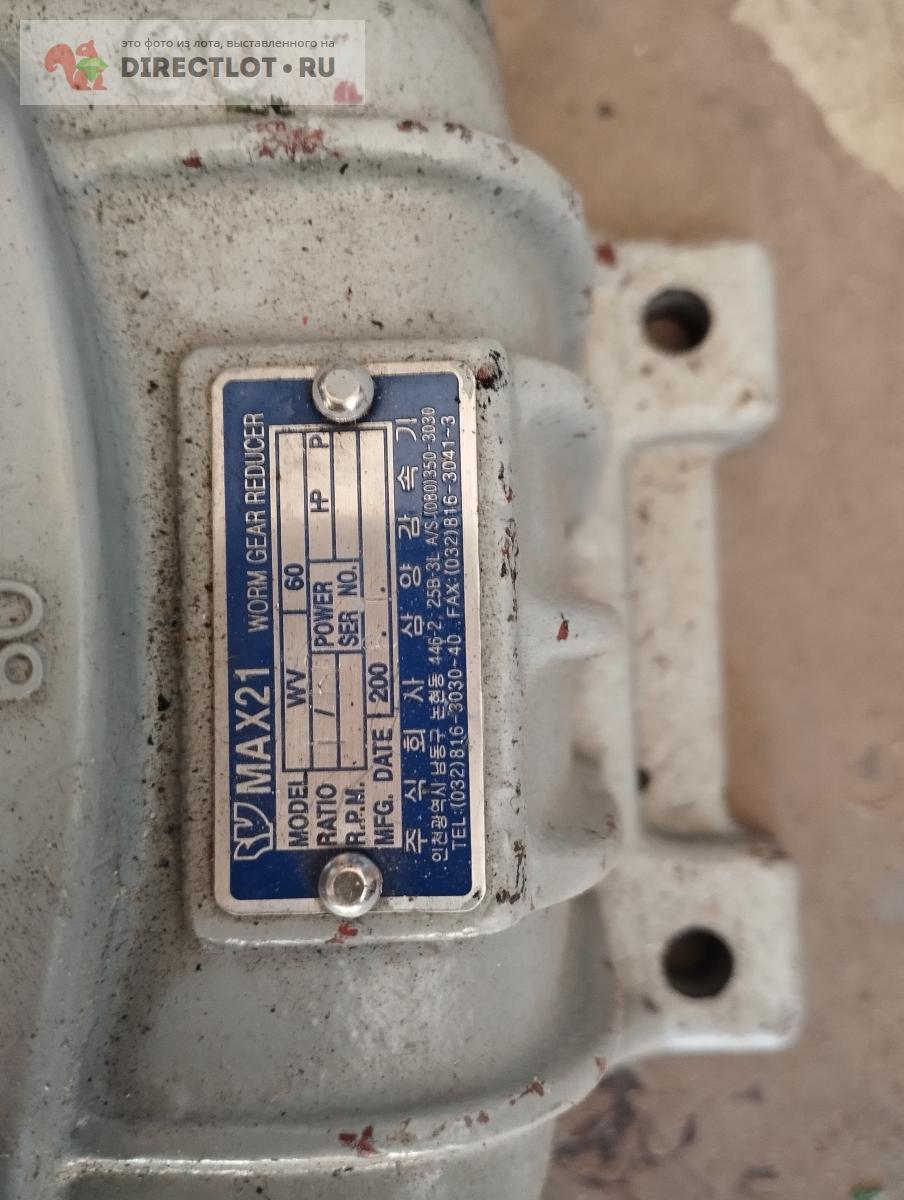 это фото из лота, выставленного на
DIRECTLOT•RU
MAX21 WORM GEAR REDUCER
MODEL WV 60
RATIO / POWER HP P
R.P.M. SER NO.
MFG. DATE 200 .
주식회사 삼양감속기
인천광역시 남동구 논현동 446-2, 25B-3L A/S.(080)350-3030
TEL:(032)816-3030~40 FAX:(032)816-3041~3
80